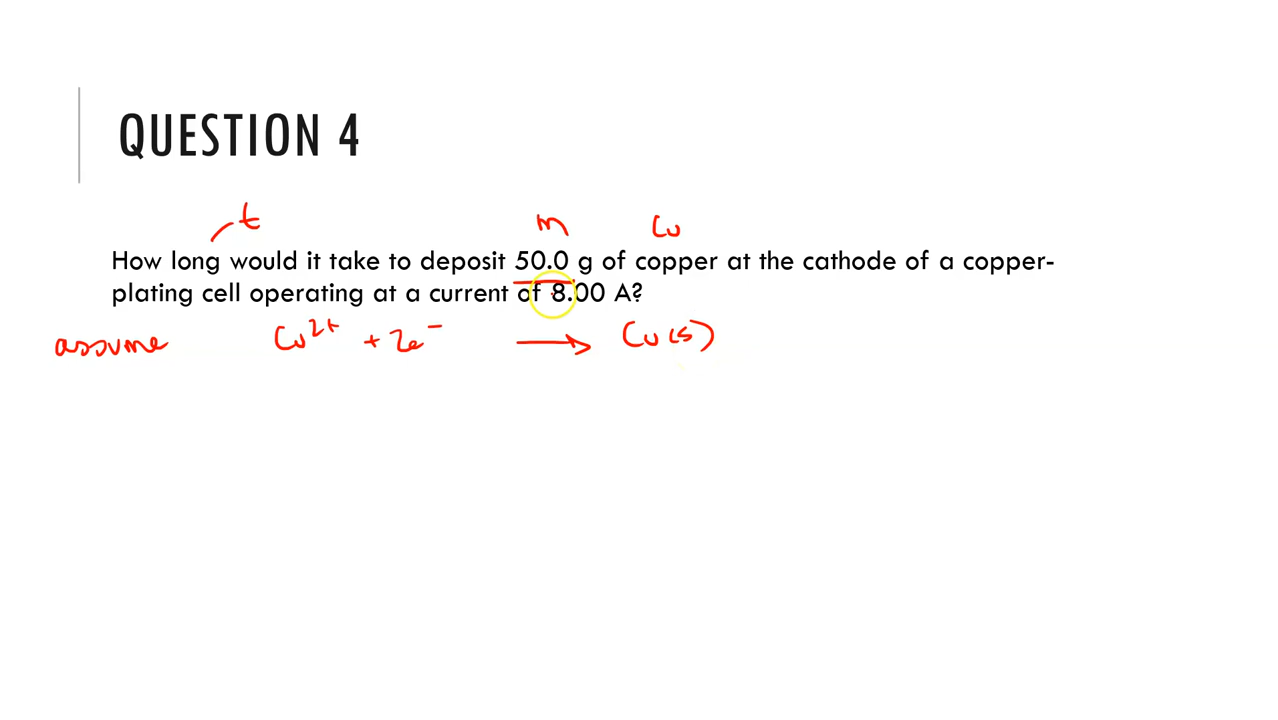 QUESTION 4
t m Cu
How long would it take to deposit 50.0 g of copper at the cathode of a copper-
plating cell operating at a current of 8.00 A?
assume Cu²⁺ + 2e⁻ → Cu(s)